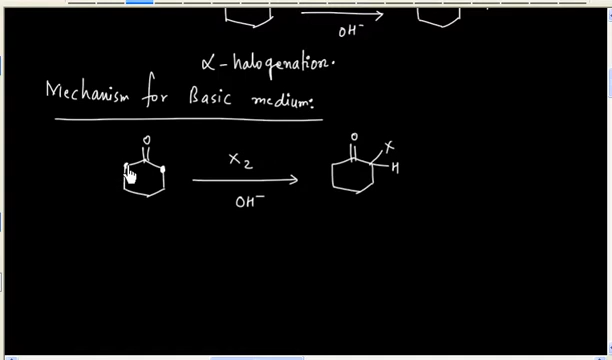 OH⁻
α-halogenation.
Mechanism for Basic medium:
O
X₂
OH⁻
O
X
H